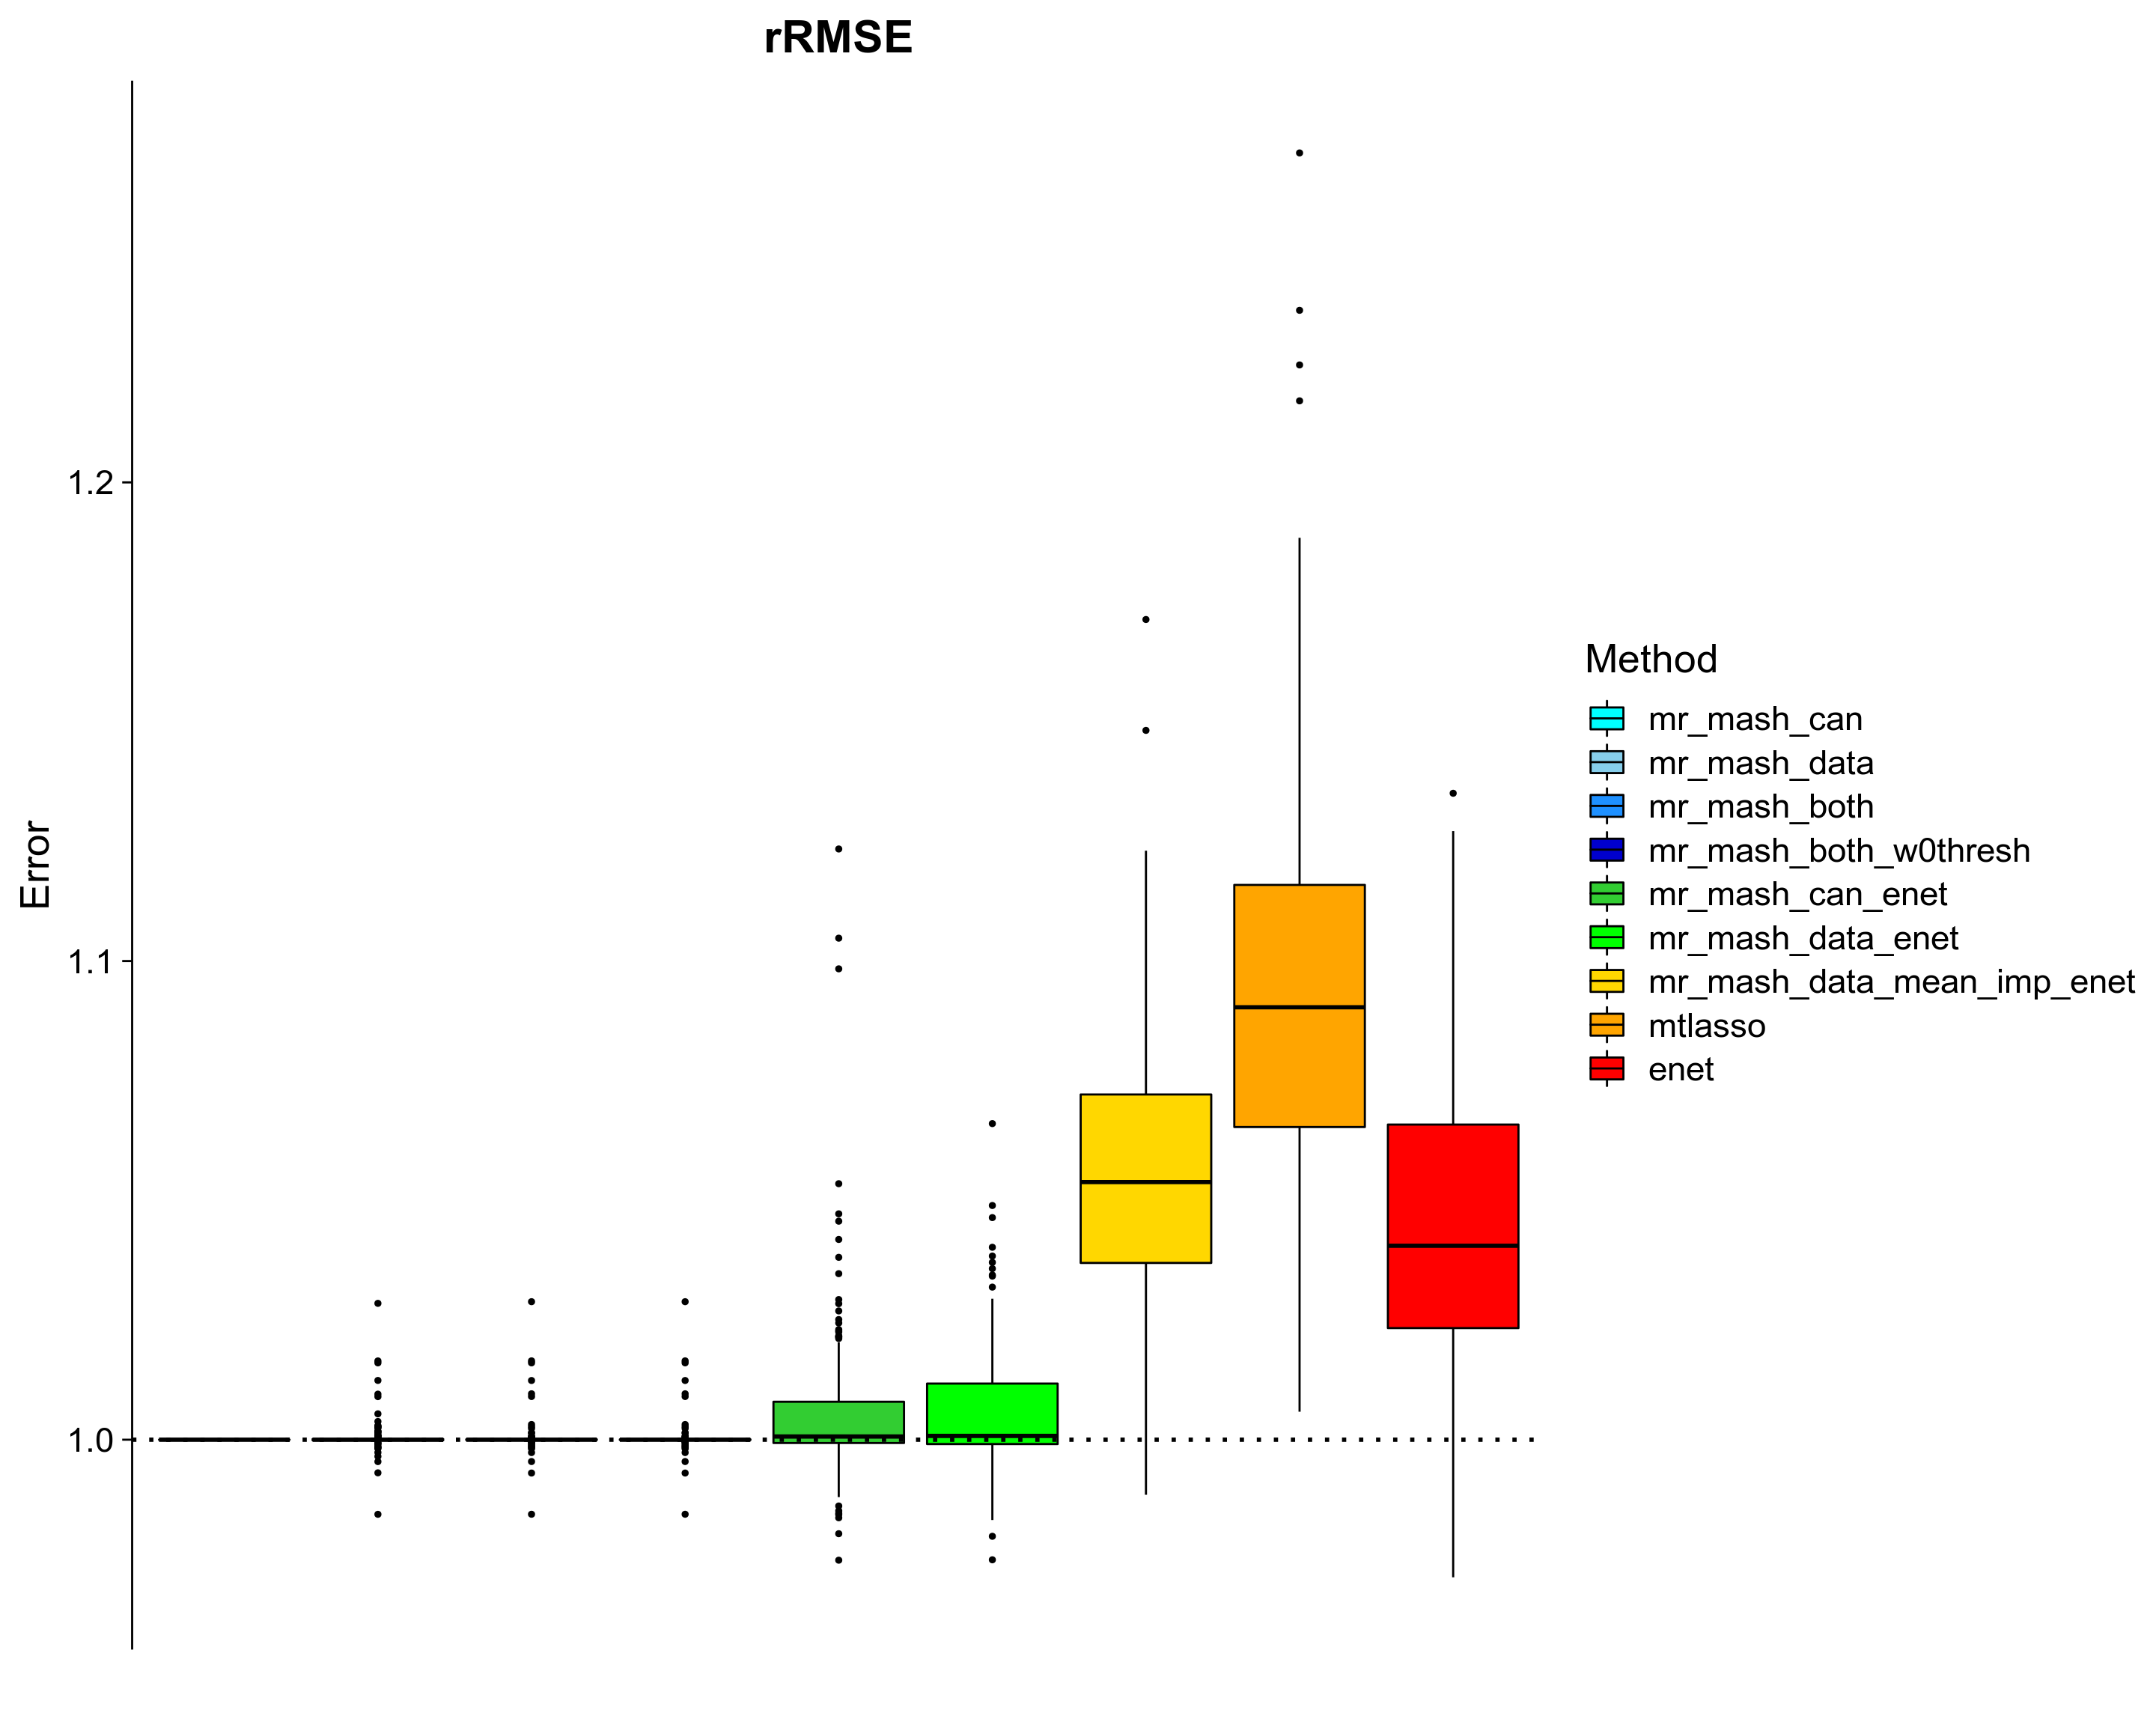 rRMSE
Error
1.2
1.1
1.0
Method
mr_mash_can
mr_mash_data
mr_mash_both
mr_mash_both_w0thresh
mr_mash_can_enet
mr_mash_data_enet
mr_mash_data_mean_imp_enet
mtlasso
enet